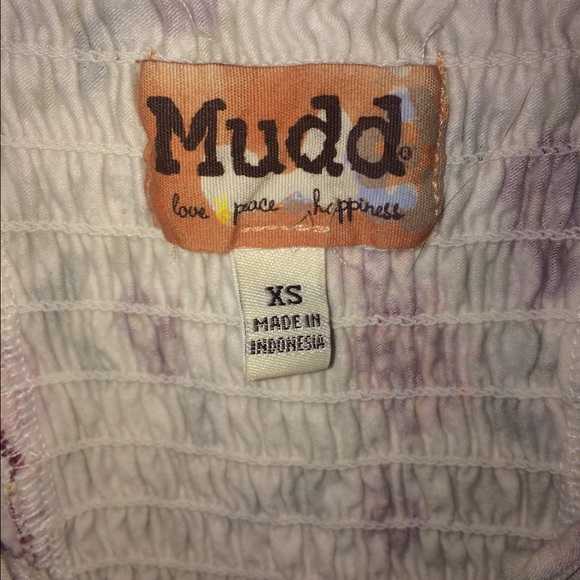 Mudd®
love peace happiness
XS
MADE IN
INDONESIA